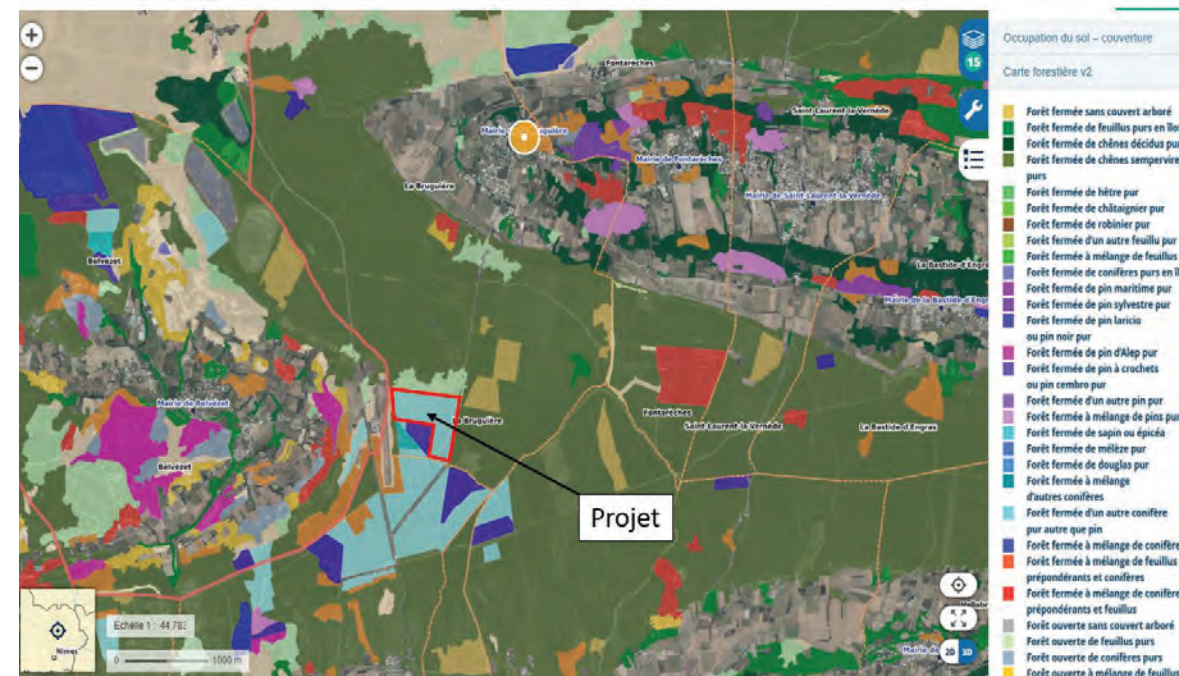 Occupation du sol – couverture
Carte forestière v2
15
Forêt fermée sans couvert arboré
Forêt fermée de feuillus purs en îlo
Forêt fermée de chênes décidus pu
Forêt fermée de chênes sempervire
purs
Forêt fermée de hêtre pur
Forêt fermée de châtaignier pur
Forêt fermée de robinier pur
Forêt fermée d'un autre feuillu pur
Forêt fermée à mélange de feuillus
Forêt fermée de conifères purs en î
Forêt fermée de pin maritime pur
Forêt fermée de pin sylvestre pur
Forêt fermée de pin laricio
ou pin noir pur
Forêt fermée de pin d'Alep pur
Forêt fermée de pin à crochets
ou pin cembro pur
Forêt fermée d'un autre pin pur
Forêt fermée à mélange de pins pur
Forêt fermée de sapin ou épicéa
Forêt fermée de mélèze pur
Forêt fermée de douglas pur
Forêt fermée à mélange
d'autres conifères
Forêt fermée d'un autre conifère
pur autre que pin
Forêt fermée à mélange de conifère
Forêt fermée à mélange de feuillus
prépondérants et conifères
Forêt fermée à mélange de conifère
prépondérants et feuillus
Forêt ouverte sans couvert arboré
Forêt ouverte de feuillus purs
Forêt ouverte de conifères purs
Forêt ouverte à mélange de feuillus
Fontarèches
Saint-Laurent-la-Vernède
Mairie de Fontarèches
La Bruguière
Mairie de Saint-Laurent-la-Vernède
La Bastide-d'Engra
Mairie de la Bastide-d'Engr
Belvézet
Mairie de Belvézet
La Bruguière
Fontarèches
Saint-Laurent-la-Vernède
La Bastide-d'Engras
Belvézet
Projet
Nîmes
Echelle 1 : 44 782
0 1000 m
2D 3D